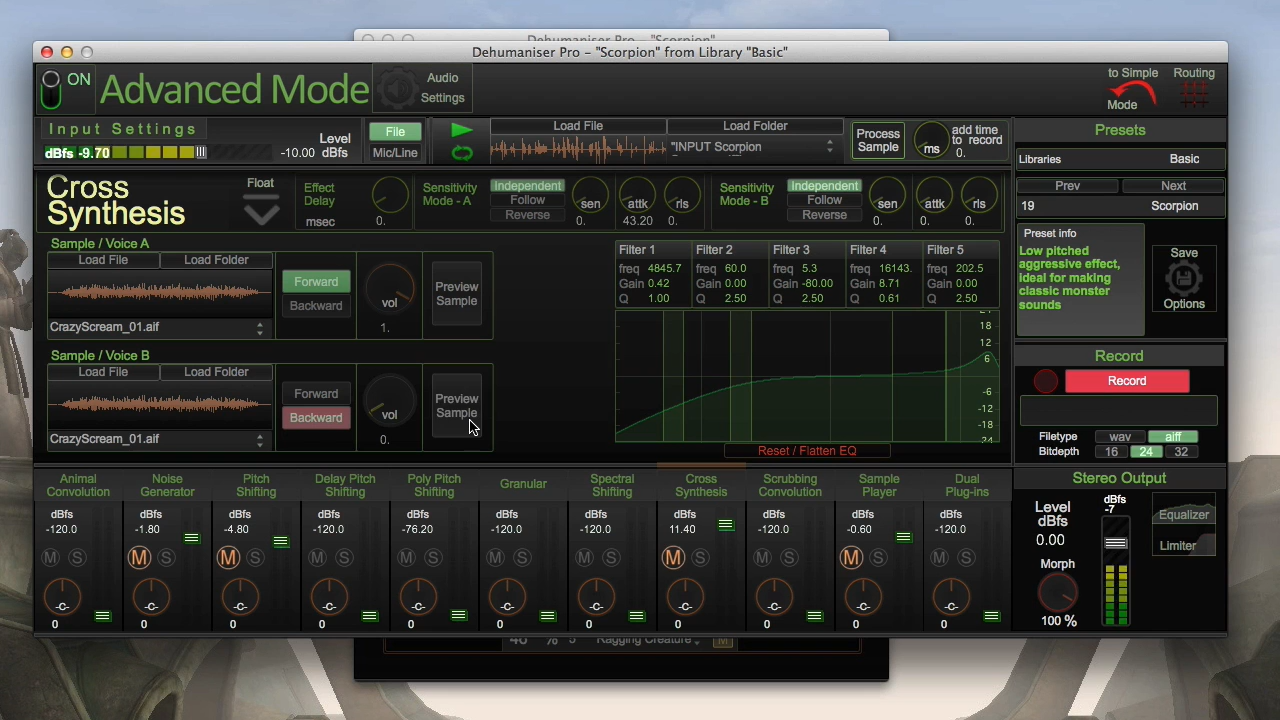 Dehumaniser Pro - "Scorpion"
Dehumaniser Pro - "Scorpion" from Library "Basic"
ON
Advanced Mode
Audio
Settings
to Simple
Mode
Routing
Input Settings
Level
dBfs -9.70
-10.00 dBfs
File
Mic/Line
Load File
Load Folder
"INPUT Scorpion
Process
Sample
ms
add time
to record
0.
Presets
Libraries Basic
Prev Next
19 Scorpion
Preset info
Low pitched
aggressive effect,
ideal for making
classic monster
sounds
Save
Options
Cross
Synthesis
Float
Effect
Delay
msec 0.
Sensitivity
Mode - A
Independent
Follow
Reverse
sen attk rls
0. 43.20 0.
Sensitivity
Mode - B
Independent
Follow
Reverse
sen attk rls
0. 0. 0.
Sample / Voice A
Load File Load Folder
CrazyScream_01.aif
Forward
Backward
vol
1.
Preview
Sample
Sample / Voice B
Load File Load Folder
CrazyScream_01.aif
Forward
Backward
vol
0.
Preview
Sample
Filter 1 Filter 2 Filter 3 Filter 4 Filter 5
freq 4845.7 freq 60.0 freq 5.3 freq 16143. freq 202.5
Gain 0.42 Gain 0.00 Gain -80.00 Gain 8.71 Gain 0.00
Q 1.00 Q 2.50 Q 2.50 Q 0.61 Q 2.50
18
12
6
-6
-12
-18
Reset / Flatten EQ
Record
Record
Filetype wav aiff
Bitdepth 16 24 32
Animal
Convolution
Noise
Generator
Pitch
Shifting
Delay Pitch
Shifting
Poly Pitch
Shifting
Granular
Spectral
Shifting
Cross
Synthesis
Scrubbing
Convolution
Sample
Player
Dual
Plug-ins
dBfs dBfs dBfs dBfs dBfs dBfs dBfs dBfs dBfs dBfs dBfs
-120.0 -1.80 -4.80 -120.0 -76.20 -120.0 -120.0 11.40 -120.0 -0.60 -120.0
M S M S M S M S M S M S M S M S M S M S M S
-C- -C- -C- -C- -C- -C- -C- -C- -C- -C- -C-
0 0 0 0 0 0 0 0 0 0 0
Stereo Output
Level
dBfs
0.00
dBfs
-7
Equalizer
Limiter
Morph
100 %
Ragging Creature